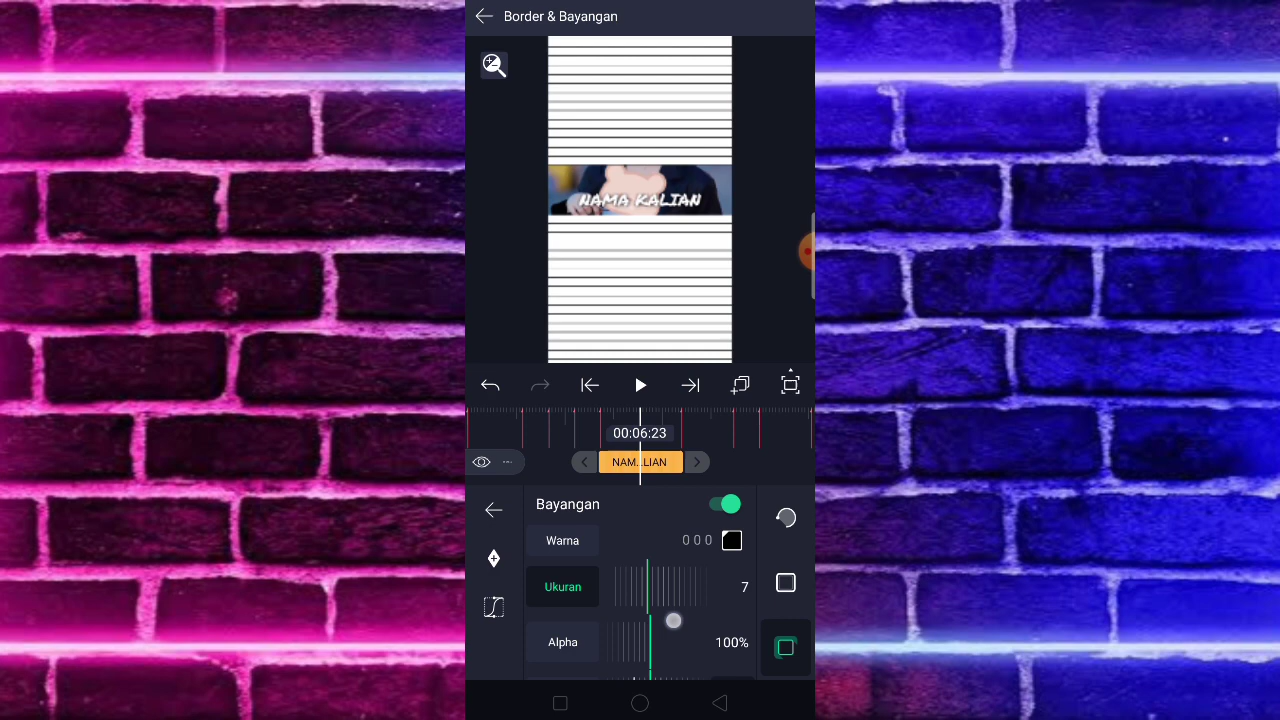 Border & Bayangan
NAMA KALIAN
00:06:23
NAM...LIAN
Bayangan
Warna
0 0 0
Ukuran
7
Alpha
100%